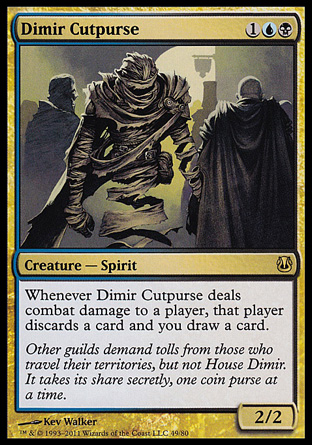 Dimir Cutpurse 1
Creature — Spirit
Whenever Dimir Cutpurse deals
combat damage to a player, that player
discards a card and you draw a card.
Other guilds demand tolls from those who
travel their territories, but not House Dimir.
It takes its share secretly, one coin purse at
a time.
Kev Walker
™ & © 1993–2011 Wizards of the Coast LLC 49/80
2/2